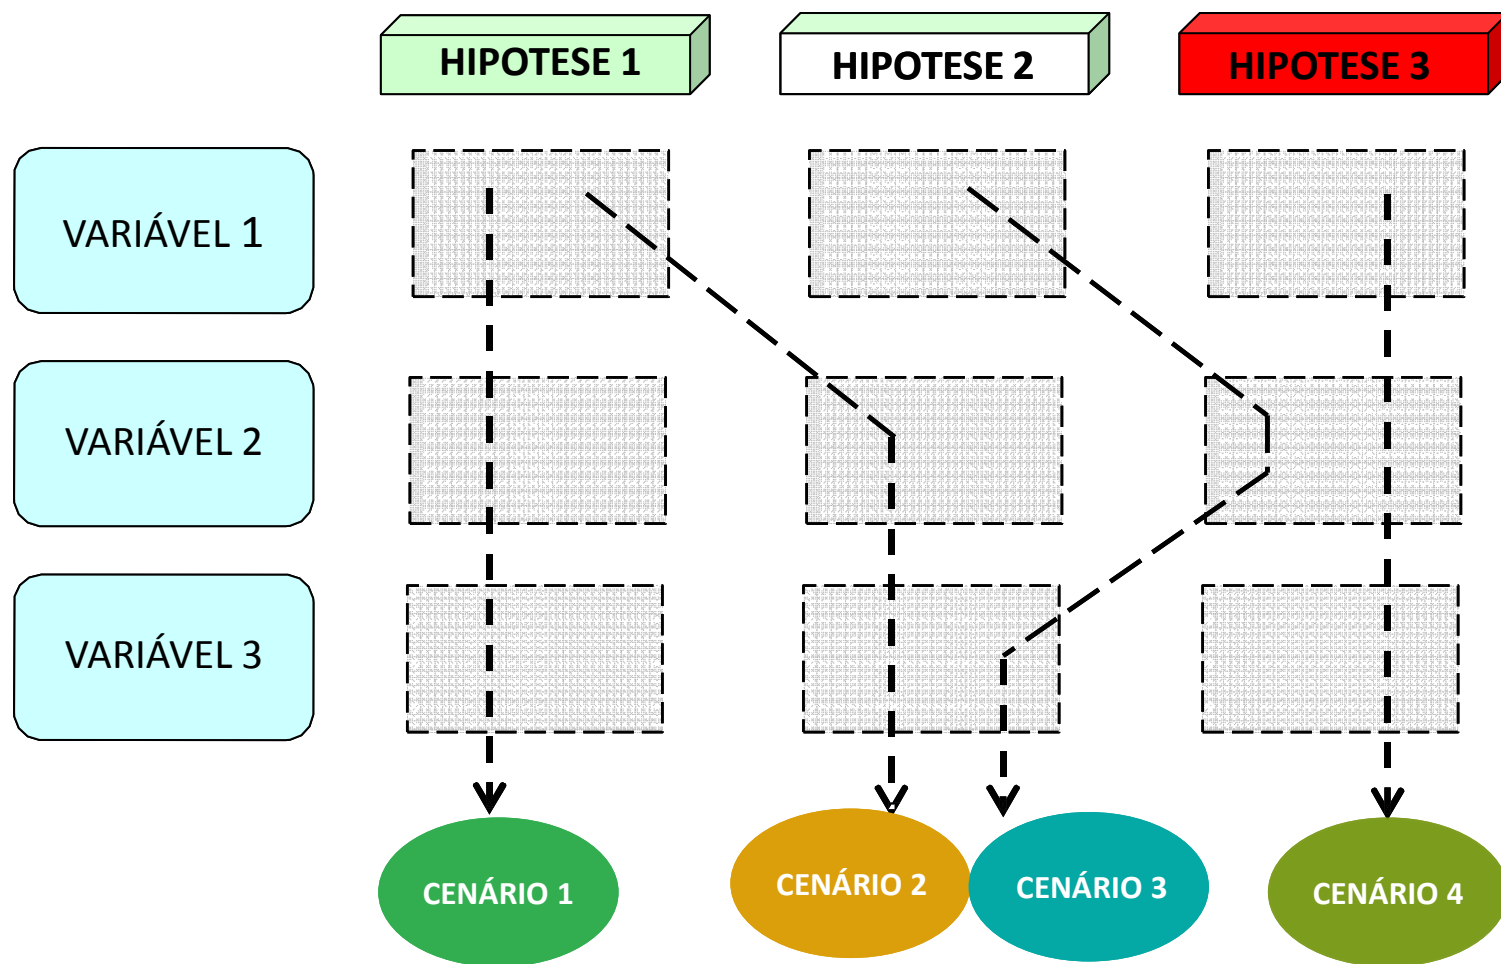 HIPOTESE 1
HIPOTESE 2
HIPOTESE 3
VARIÁVEL 1
VARIÁVEL 2
VARIÁVEL 3
CENÁRIO 1
CENÁRIO 2
CENÁRIO 3
CENÁRIO 4